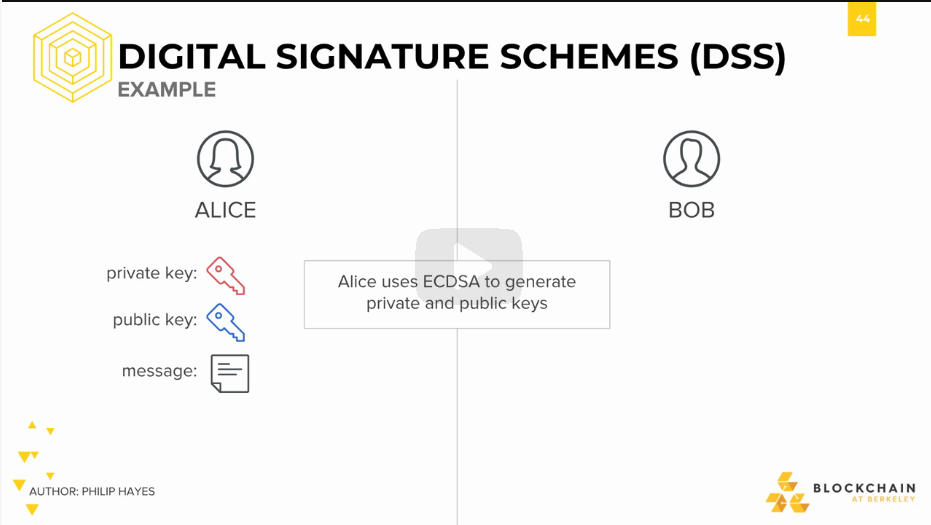 44
DIGITAL SIGNATURE SCHEMES (DSS)
EXAMPLE
ALICE
BOB
private key:
public key:
message:
Alice uses ECDSA to generate
private and public keys
AUTHOR: PHILIP HAYES
BLOCKCHAIN
AT BERKELEY